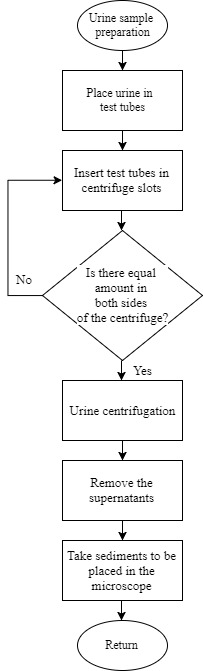 Urine sample
preparation
Place urine in
test tubes
Insert test tubes in
centrifuge slots
Is there equal
amount in
both sides
of the centrifuge?
No
Yes
Urine centrifugation
Remove the
supernatants
Take sediments to be
placed in the
microscope
Return